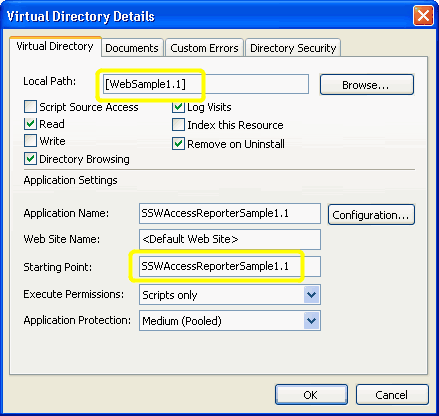 Virtual Directory Details
Virtual Directory Documents Custom Errors Directory Security
Local Path: [WebSample1.1] Browse...
Script Source Access Log Visits
Read Index this Resource
Write Remove on Uninstall
Directory Browsing
Application Settings
Application Name: SSWAccessReporterSample1.1 Configuration...
Web Site Name: <Default Web Site>
Starting Point: SSWAccessReporterSample1.1
Execute Permissions: Scripts only
Application Protection: Medium (Pooled)
OK Cancel